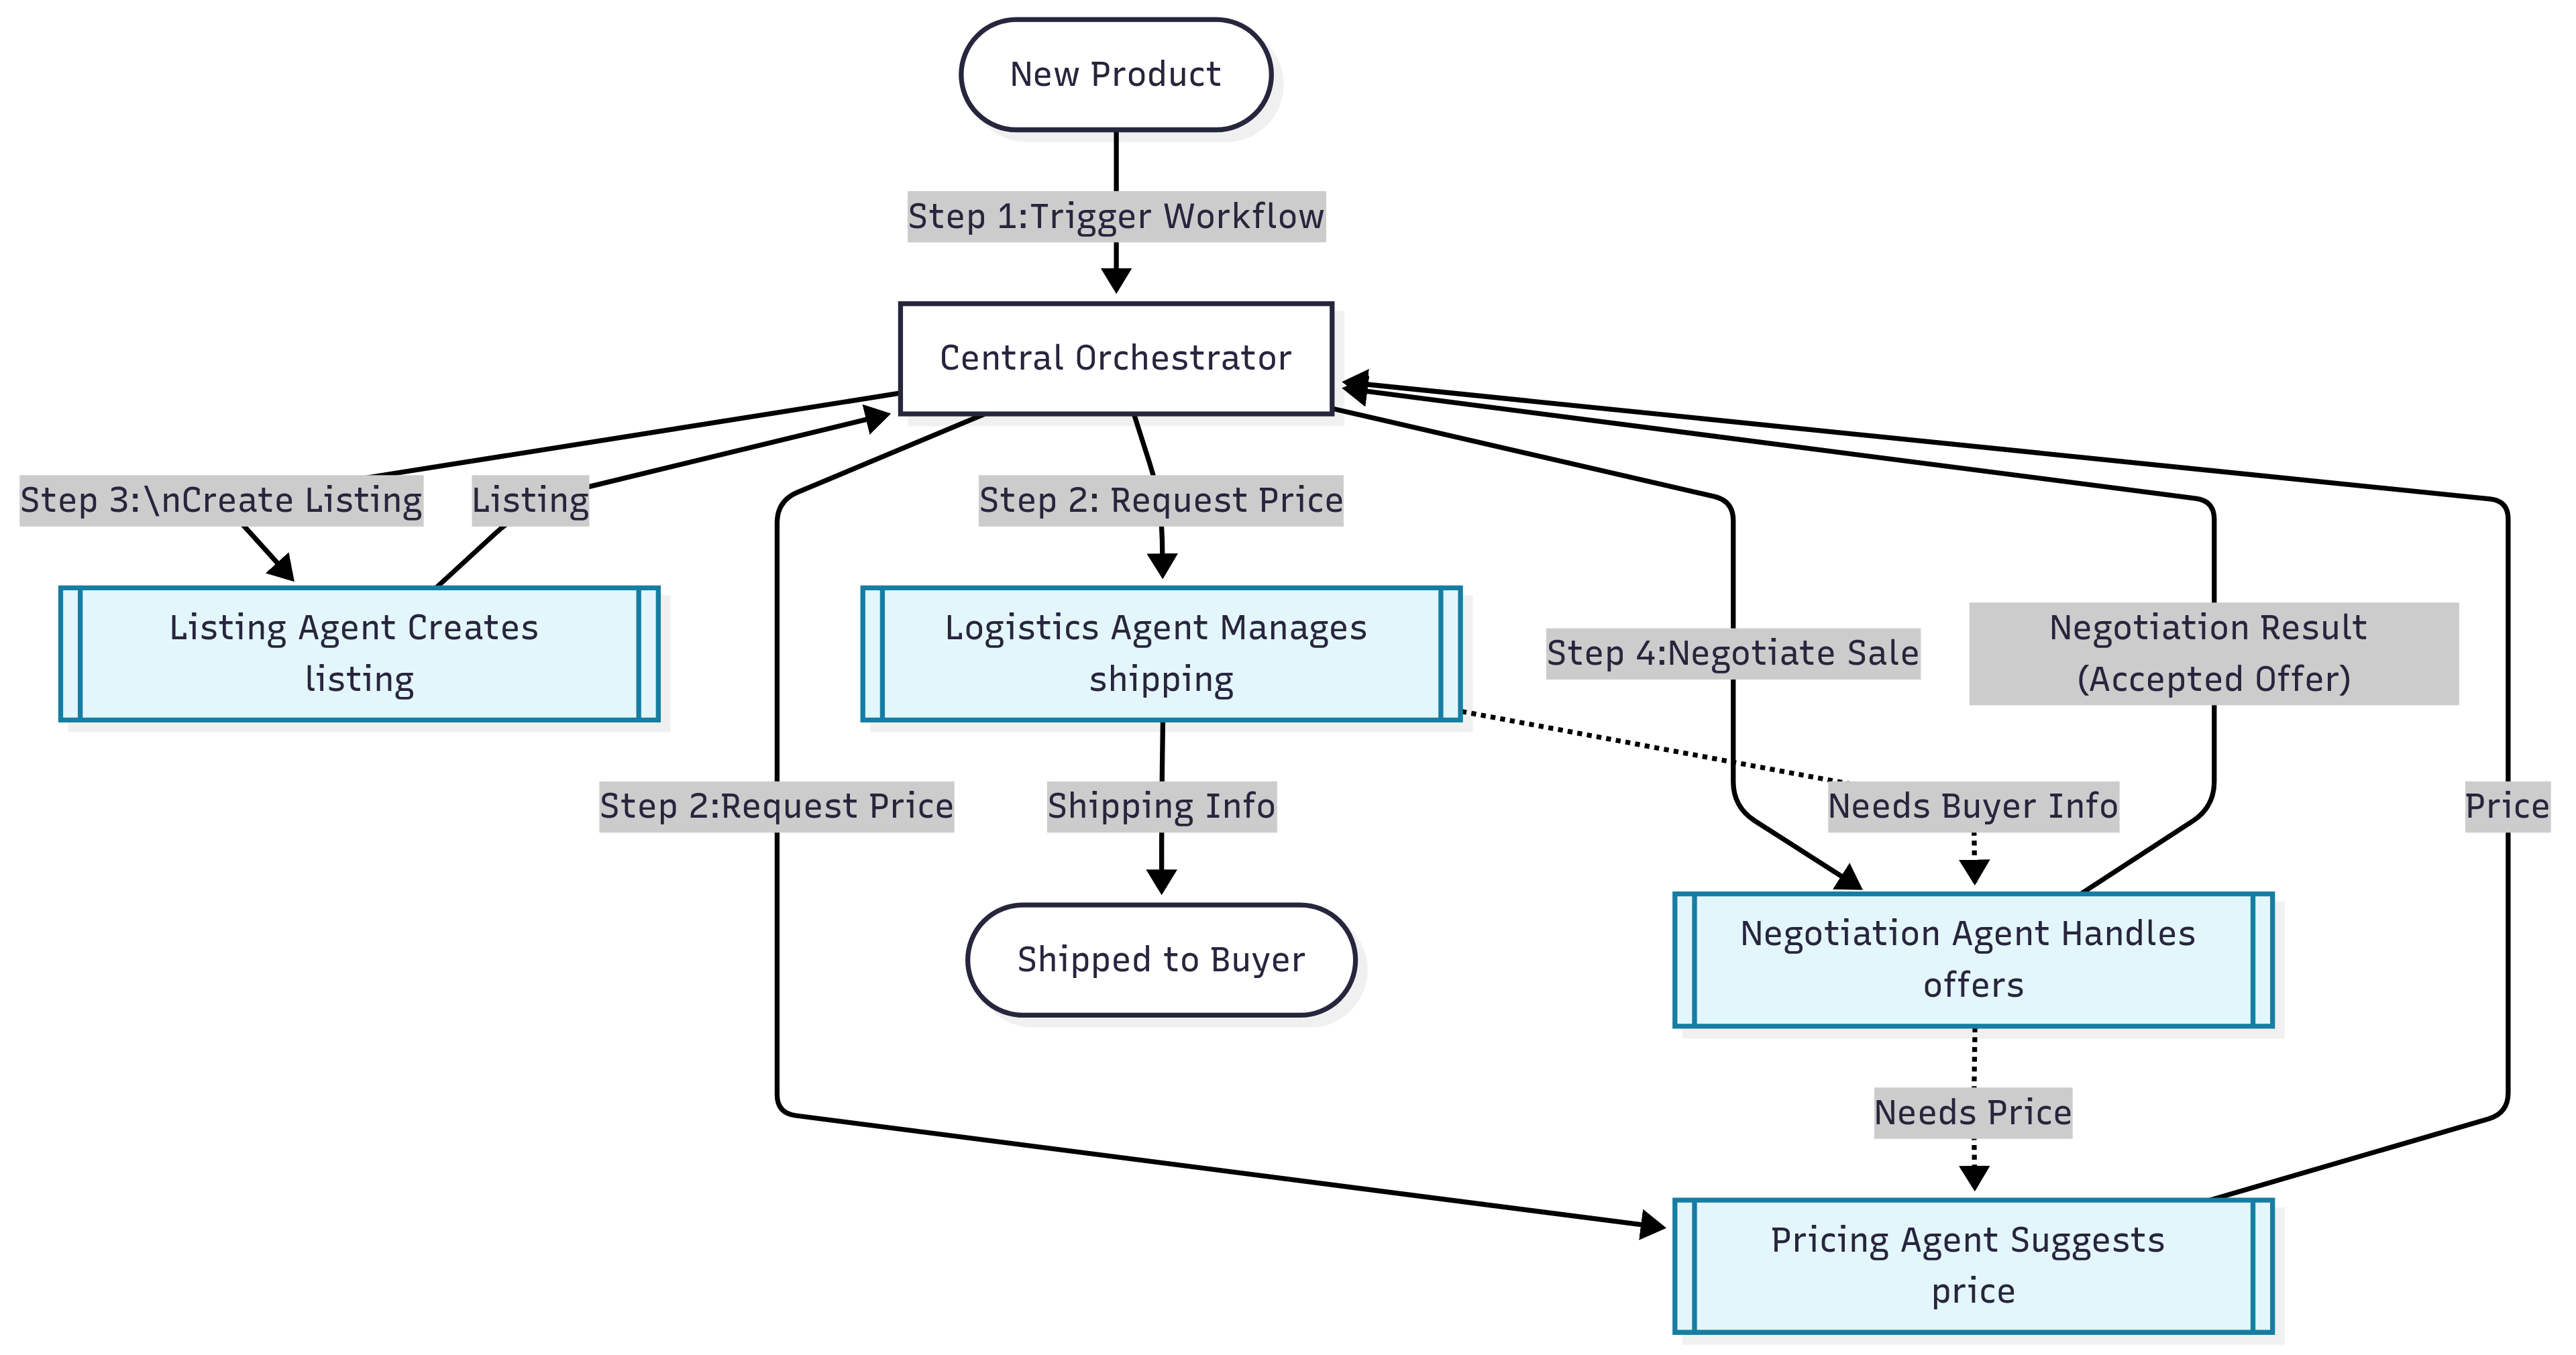 New Product
Step 1:Trigger Workflow
Central Orchestrator
Step 3:\nCreate Listing
Listing
Step 2: Request Price
Listing Agent Creates
listing
Logistics Agent Manages
shipping
Step 4:Negotiate Sale
Negotiation Result
(Accepted Offer)
Step 2:Request Price
Shipping Info
Needs Buyer Info
Price
Shipped to Buyer
Negotiation Agent Handles
offers
Needs Price
Pricing Agent Suggests
price